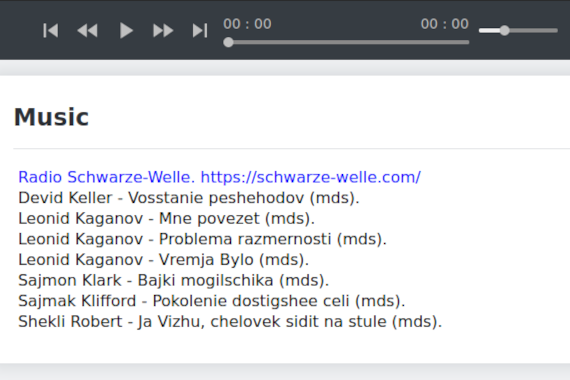 00 : 00 00 : 00
Music
Radio Schwarze-Welle. https://schwarze-welle.com/
Devid Keller - Vosstanie peshehodov (mds).
Leonid Kaganov - Mne povezet (mds).
Leonid Kaganov - Problema razmernosti (mds).
Leonid Kaganov - Vremja Bylo (mds).
Sajmon Klark - Bajki mogilschika (mds).
Sajmak Klifford - Pokolenie dostigshee celi (mds).
Shekli Robert - Ja Vizhu, chelovek sidit na stule (mds).